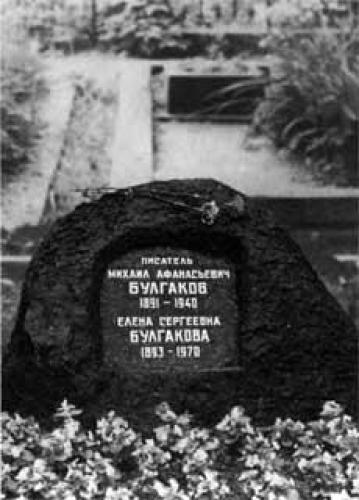 ПИСАТЕЛЬ
МИХАИЛ АФАНАСЬЕВИЧ
БУЛГАКОВ
1891 – 1940
ЕЛЕНА СЕРГЕЕВНА
БУЛГАКОВА
1893 – 1970